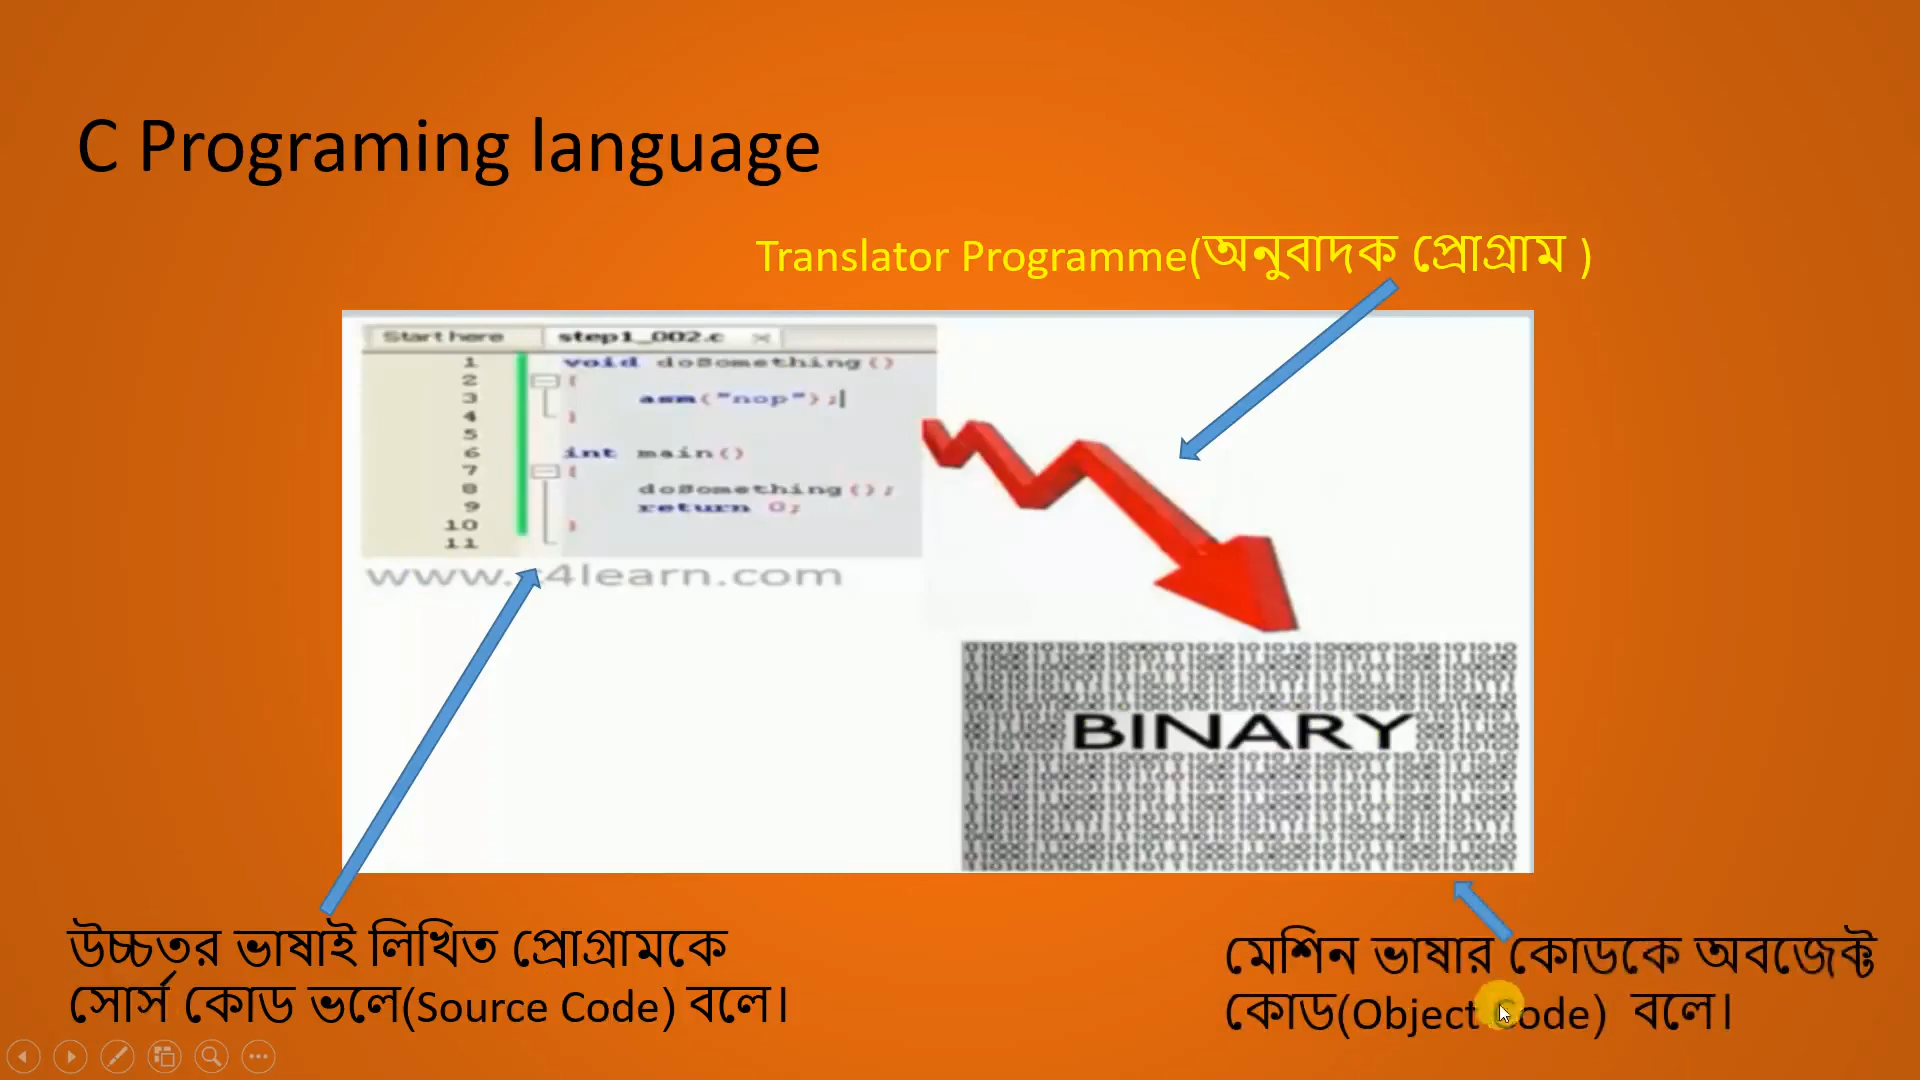 C Programing language
Translator Programme(অনুবাদক প্রোগ্রাম )
Start here step1_002.c
1 void doSomething()
2 {
3 asm("nop");
4 }
5
6 int main()
7 {
8 doSomething();
9 return 0;
10 }
11
www.c4learn.com
BINARY
উচ্চতর ভাষাই লিখিত প্রোগ্রামকে
সোর্স কোড ভলে(Source Code) বলে।
মেশিন ভাষার কোডকে অবজেক্ট
কোড(Object Code) বলে।